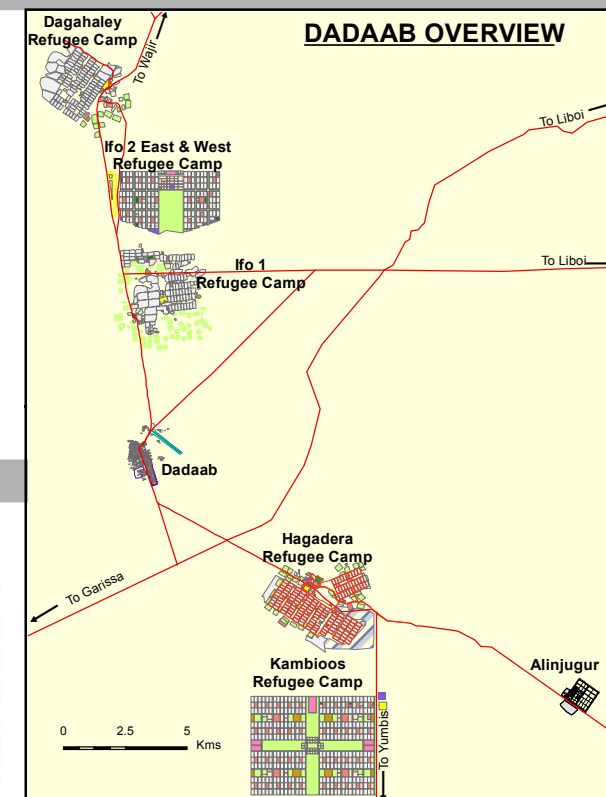 DADAAB OVERVIEW
Dagahaley
Refugee Camp
To Wajir
To Liboi
Ifo 2 East & West
Refugee Camp
Ifo 1
Refugee Camp
To Liboi
Dadaab
Hagadera
Refugee Camp
To Garissa
Kambioos
Refugee Camp
Alinjugur
To Yumbis
0 2.5 5
Kms